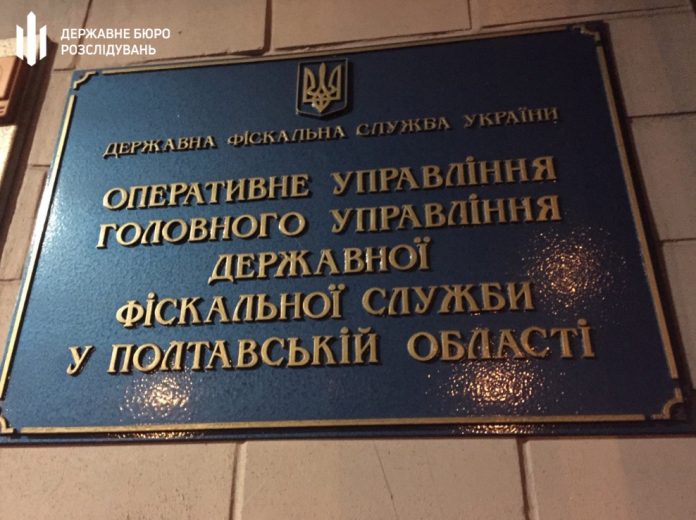 ДЕРЖАВНЕ БЮРО
РОЗСЛІДУВАНЬ
ДЕРЖАВНА ФІСКАЛЬНА СЛУЖБА УКРАЇНИ
ОПЕРАТИВНЕ УПРАВЛІННЯ
ГОЛОВНОГО УПРАВЛІННЯ
ДЕРЖАВНОЇ
ФІСКАЛЬНОЇ СЛУЖБИ
У ПОЛТАВСЬКІЙ ОБЛАСТІ